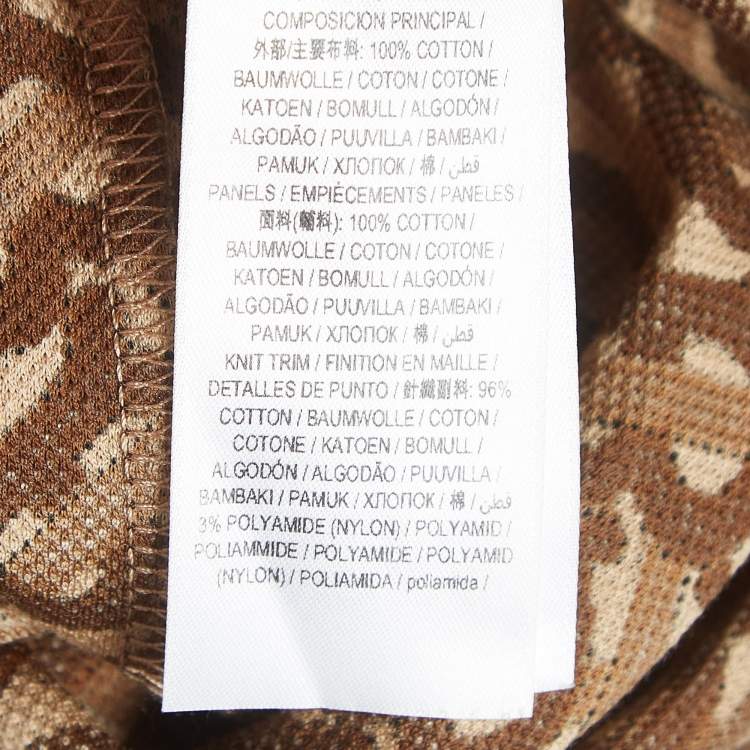 COMPOSICION PRINCIPAL /
外部/主要布料: 100% COTTON /
BAUMWOLLE / COTON / COTONE /
KATOEN / BOMULL / ALGODÓN /
ALGODÃO / PUUVILLA / BAMBAKI /
PAMUK / ХЛОПОК / 棉 / قطن /
PANELS / EMPIÈCEMENTS / PANELES /
面料(輔料): 100% COTTON /
BAUMWOLLE / COTON / COTONE /
KATOEN / BOMULL / ALGODÓN /
ALGODÃO / PUUVILLA / BAMBAKI /
PAMUK / ХЛОПОК / 棉 / قطن /
KNIT TRIM / FINITION EN MAILLE /
DETALLES DE PUNTO / 針織副料: 96%
COTTON / BAUMWOLLE / COTON /
COTONE / KATOEN / BOMULL /
ALGODÓN / ALGODÃO / PUUVILLA /
BAMBAKI / PAMUK / ХЛОПОК / 棉 / قطن /
3% POLYAMIDE (NYLON) / POLYAMID /
POLIAMMIDE / POLYAMIDE / POLYAMID
(NYLON) / POLIAMIDA / poliamida /